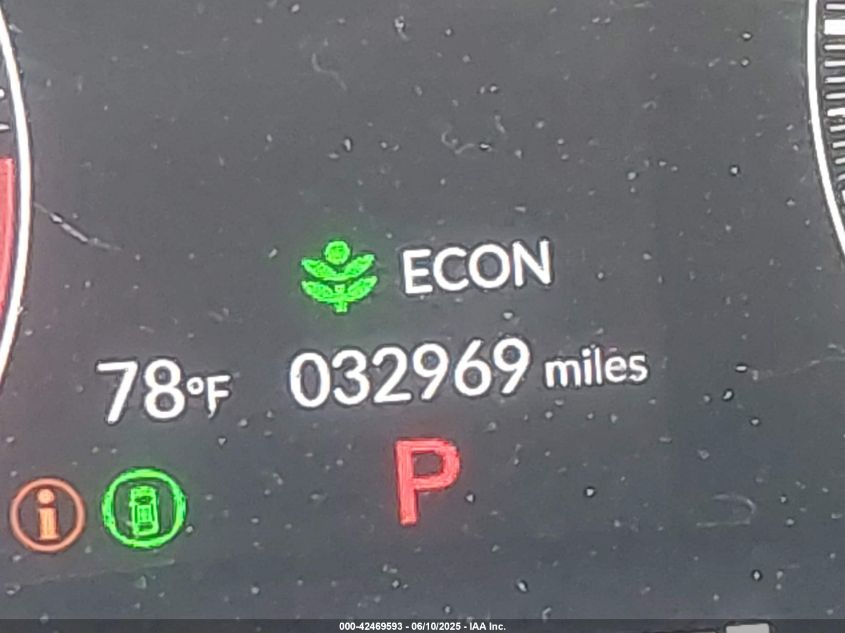 ECON
78°F 032969 miles
i P
000-42469593 - 06/10/2025 - IAA Inc.